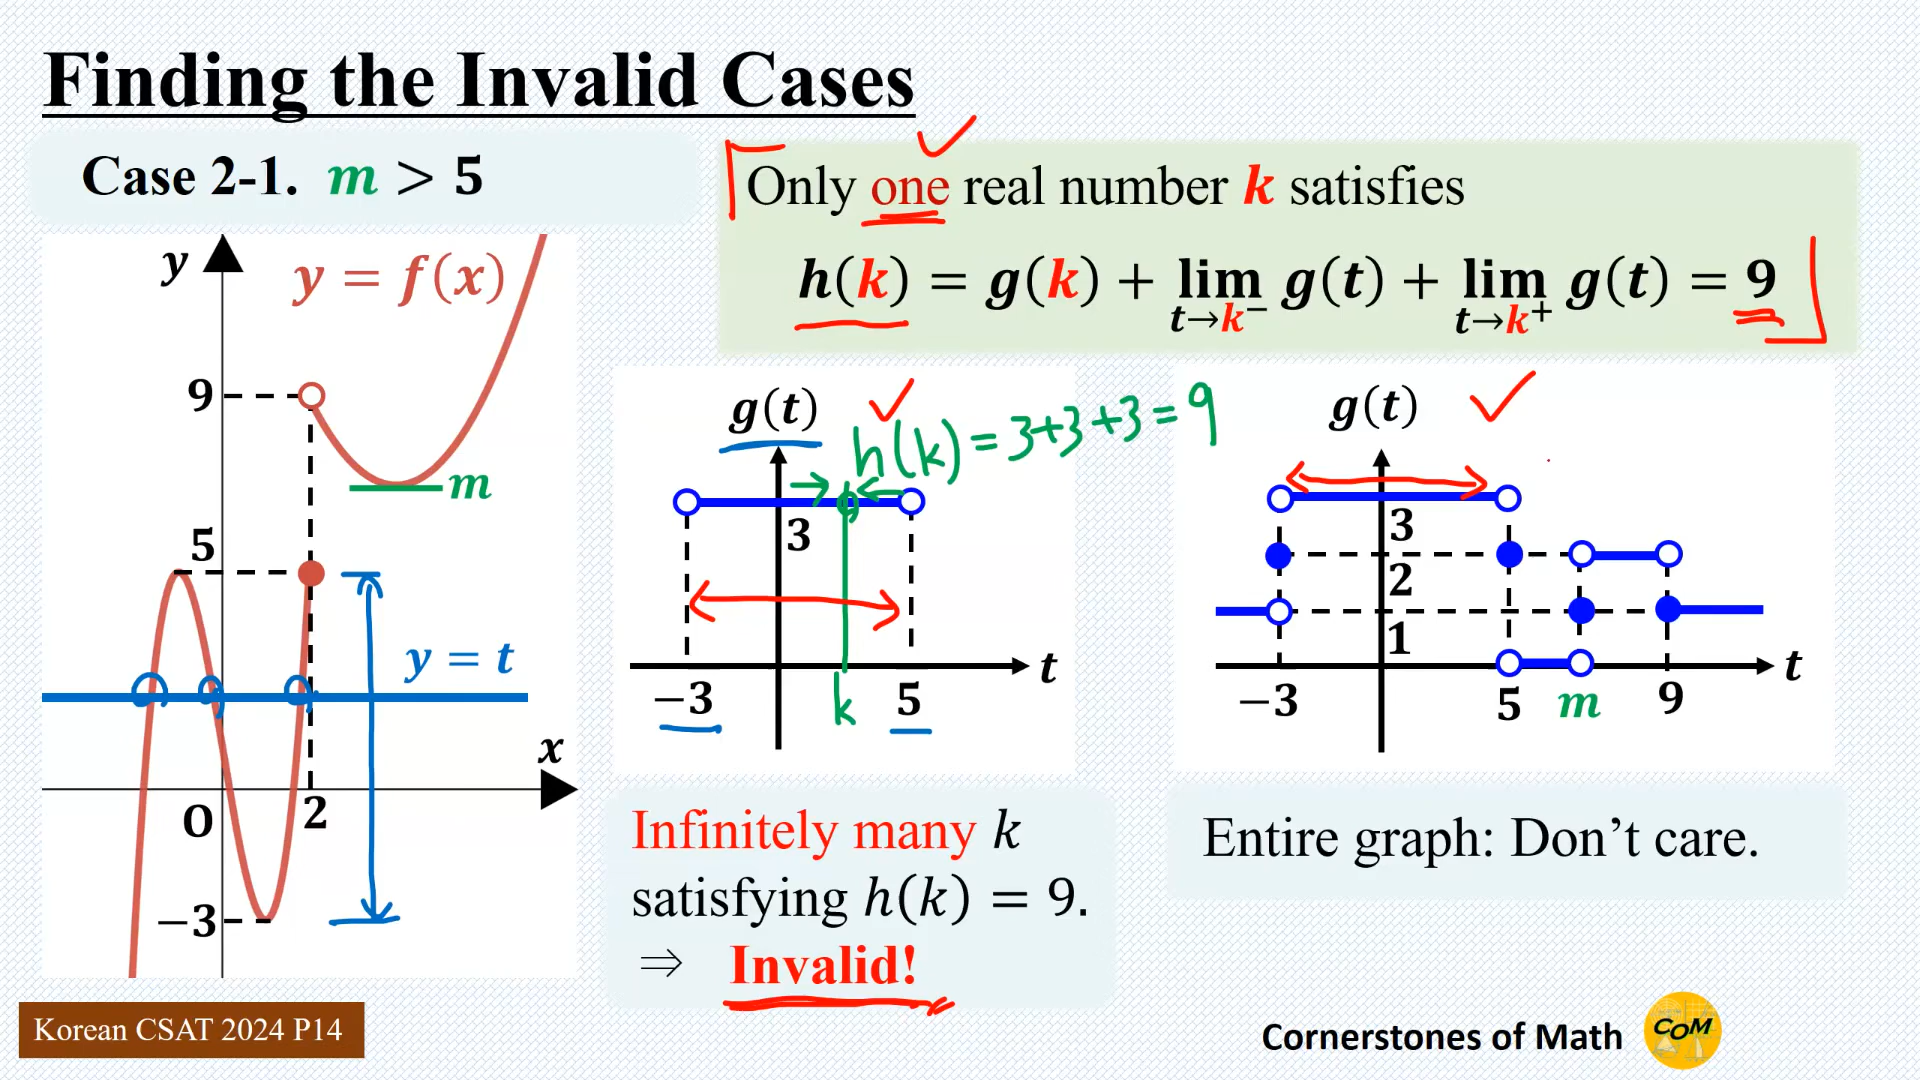 Finding the Invalid Cases
Case 2-1. m > 5
Only one real number k satisfies
h(k) = g(k) + lim t→k⁻ g(t) + lim t→k⁺ g(t) = 9
y
y = f(x)
9
m
5
y = t
x
O
2
−3
g(t)
h(k) = 3+3+3 = 9
3
t
−3
k
5
g(t)
3
2
1
t
−3
5
m
9
Infinitely many k
satisfying h(k) = 9.
⇒ Invalid!
Entire graph: Don’t care.
Korean CSAT 2024 P14
Cornerstones of Math
COM